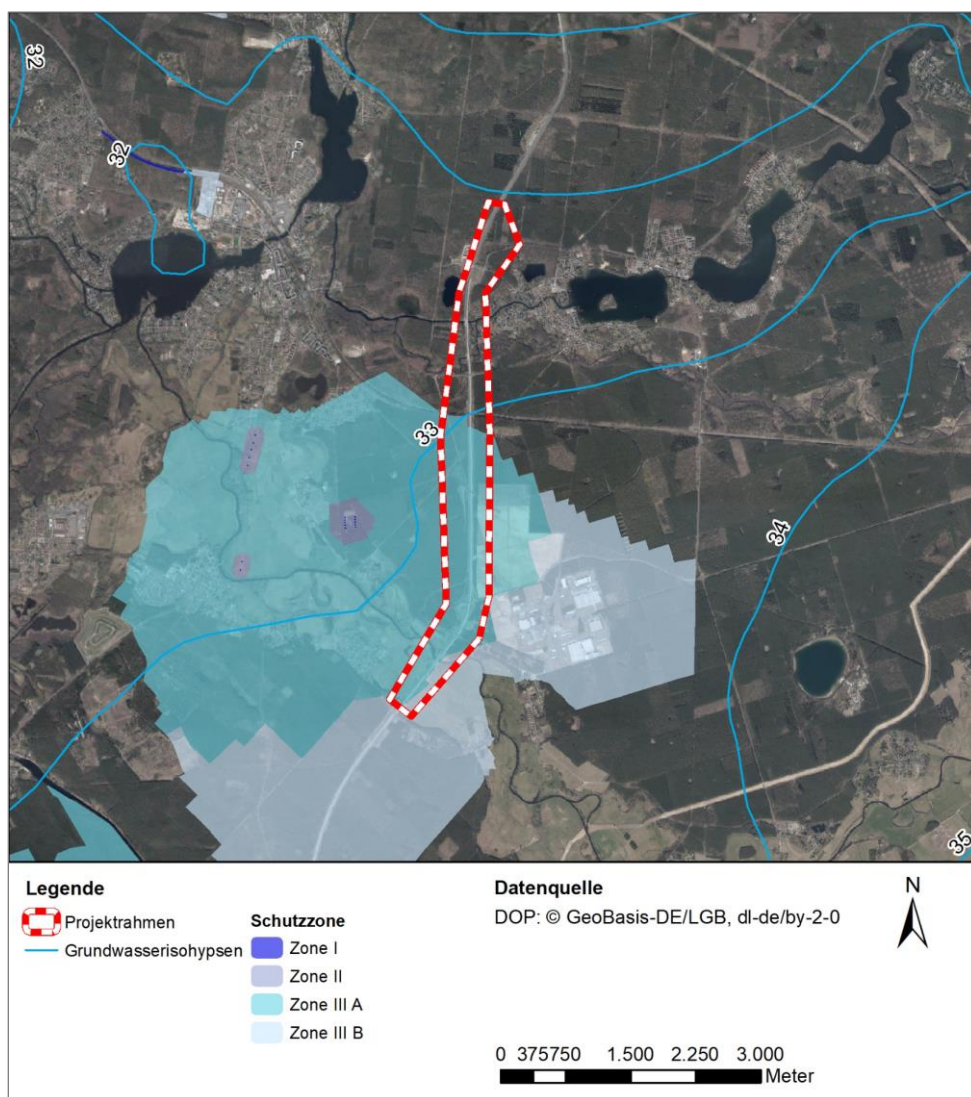 32
32
33
34
35
Legende
Projektrahmen
Grundwasserisohypsen
Schutzzone
Zone I
Zone II
Zone III A
Zone III B
Datenquelle
DOP: © GeoBasis-DE/LGB, dl-de/by-2-0
N
0 375750 1.500 2.250 3.000
Meter